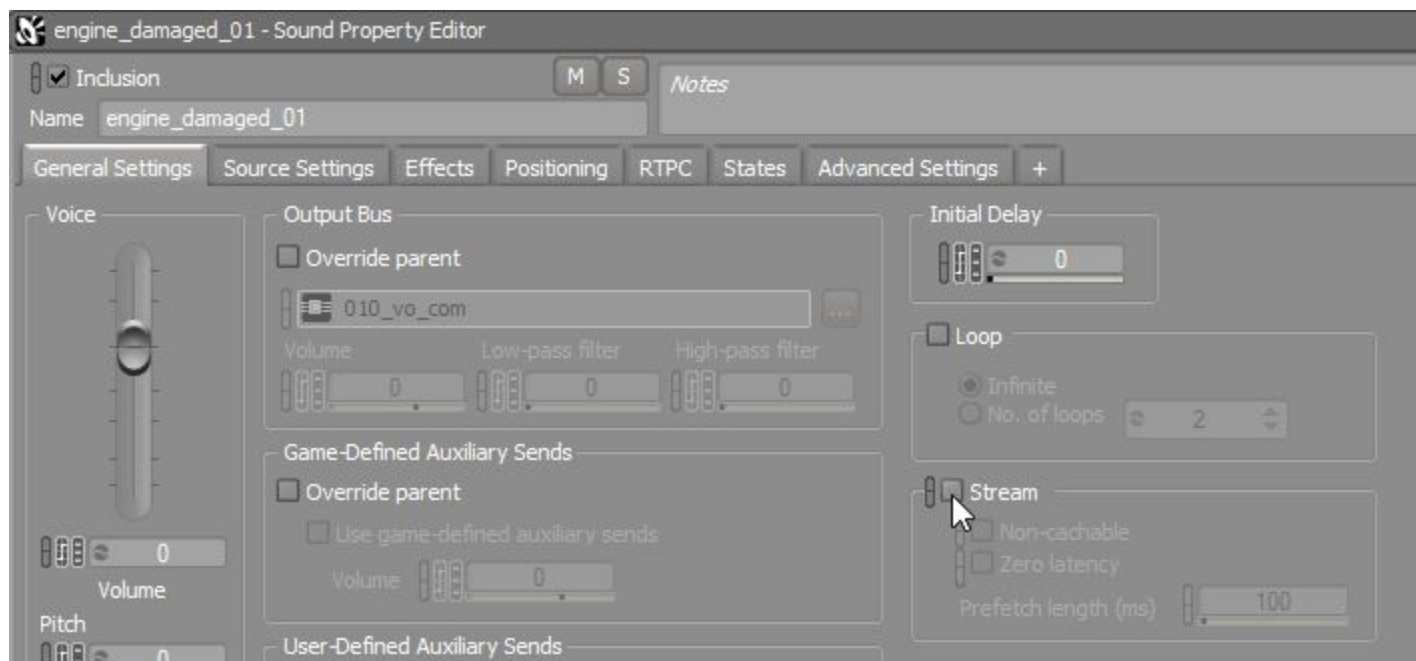 engine_damaged_01 - Sound Property Editor
Inclusion
M S
Notes
Name engine_damaged_01
General Settings Source Settings Effects Positioning RTPC States Advanced Settings +
Voice
0
Volume
Pitch
0
Output Bus
Override parent
010_vo_com
...
Volume Low-pass filter High-pass filter
0 0 0
Game-Defined Auxiliary Sends
Override parent
Use game-defined auxiliary sends
Volume 0
User-Defined Auxiliary Sends
Initial Delay
0
Loop
Infinite
No. of loops 2
Stream
Non-cachable
Zero latency
Prefetch length (ms) 100